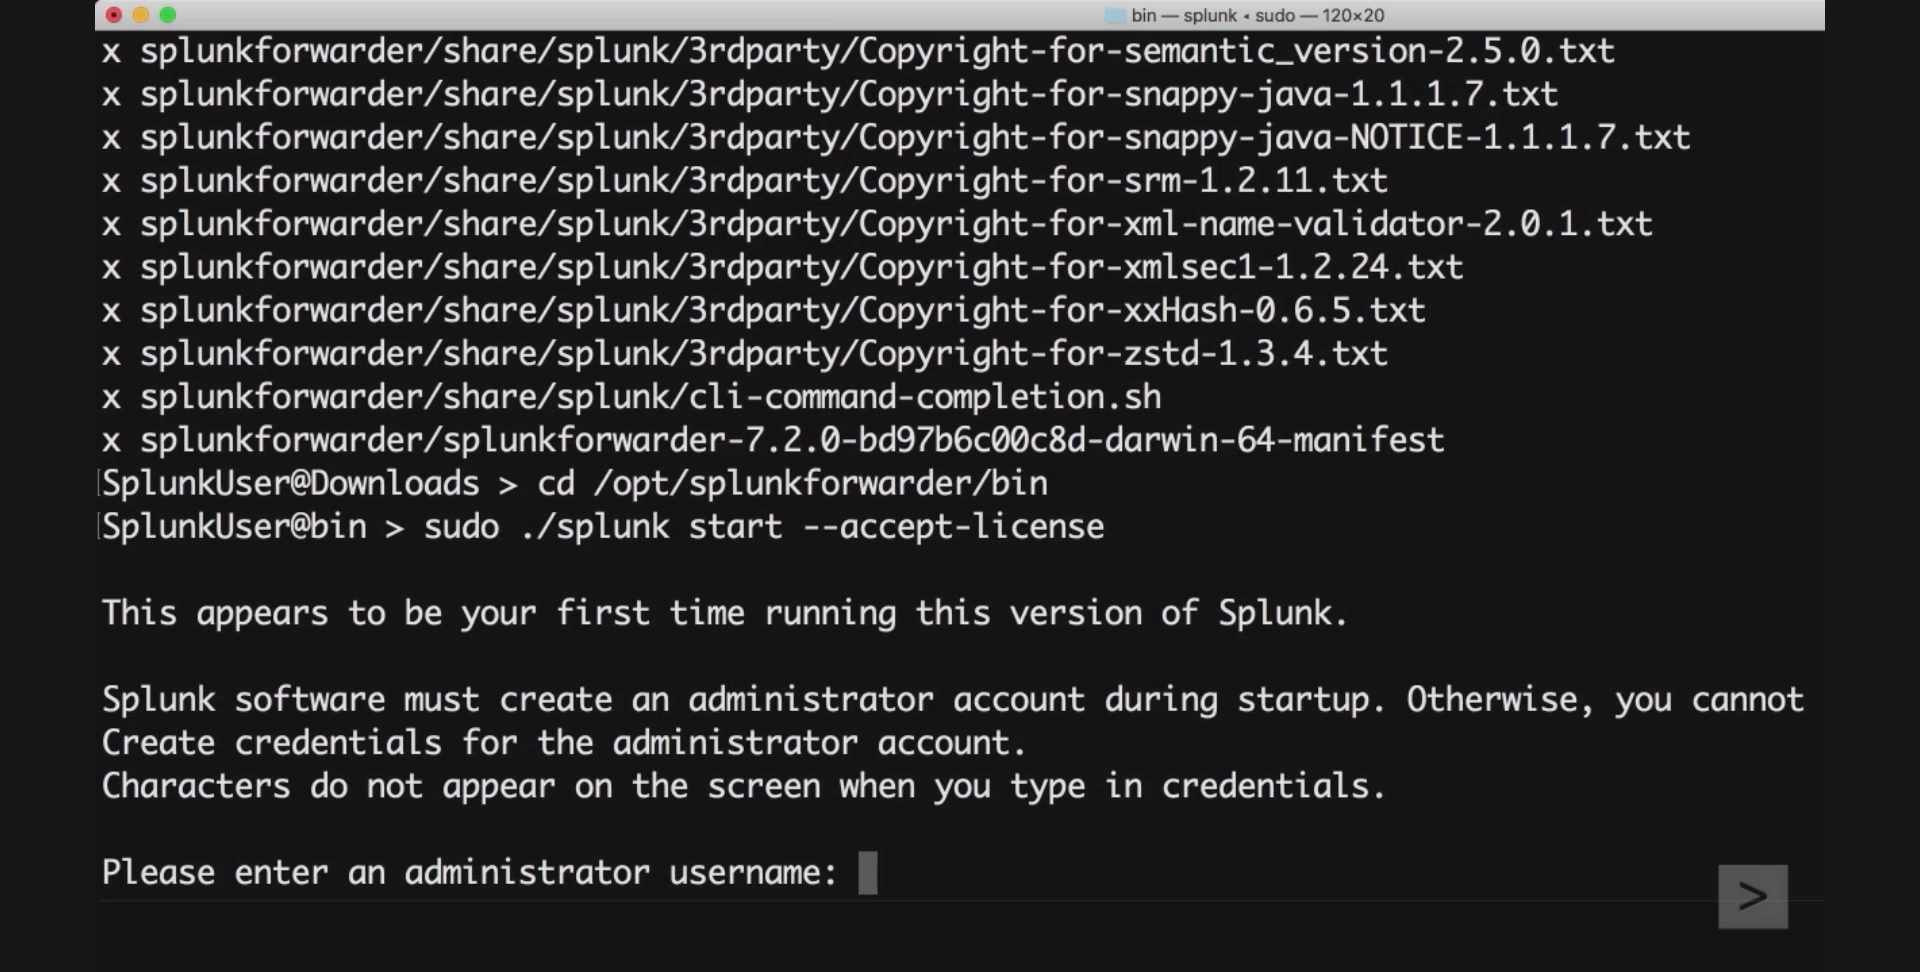 bin — splunk ◂ sudo — 120×20
x splunkforwarder/share/splunk/3rdparty/Copyright-for-semantic_version-2.5.0.txt
x splunkforwarder/share/splunk/3rdparty/Copyright-for-snappy-java-1.1.1.7.txt
x splunkforwarder/share/splunk/3rdparty/Copyright-for-snappy-java-NOTICE-1.1.1.7.txt
x splunkforwarder/share/splunk/3rdparty/Copyright-for-srm-1.2.11.txt
x splunkforwarder/share/splunk/3rdparty/Copyright-for-xml-name-validator-2.0.1.txt
x splunkforwarder/share/splunk/3rdparty/Copyright-for-xmlsec1-1.2.24.txt
x splunkforwarder/share/splunk/3rdparty/Copyright-for-xxHash-0.6.5.txt
x splunkforwarder/share/splunk/3rdparty/Copyright-for-zstd-1.3.4.txt
x splunkforwarder/share/splunk/cli-command-completion.sh
x splunkforwarder/splunkforwarder-7.2.0-bd97b6c00c8d-darwin-64-manifest
[SplunkUser@Downloads > cd /opt/splunkforwarder/bin
[SplunkUser@bin > sudo ./splunk start --accept-license
This appears to be your first time running this version of Splunk.
Splunk software must create an administrator account during startup. Otherwise, you cannot
Create credentials for the administrator account.
Characters do not appear on the screen when you type in credentials.
Please enter an administrator username:
>